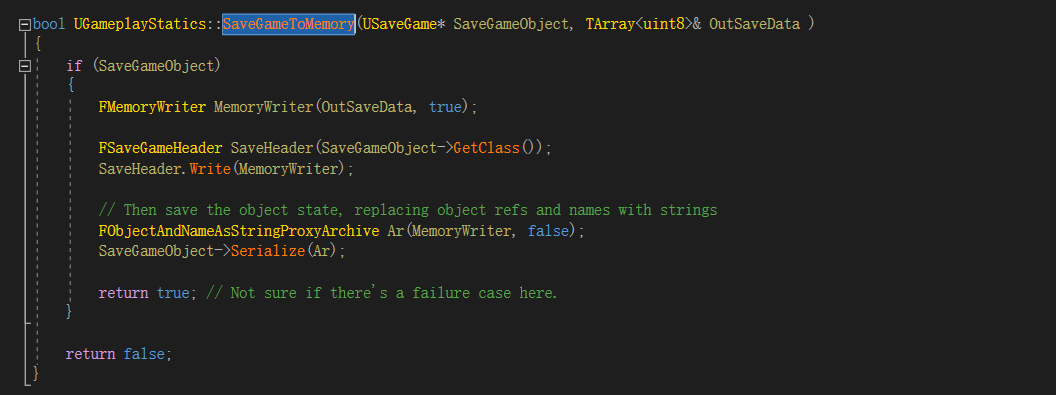 bool UGameplayStatics::SaveGameToMemory(USaveGame* SaveGameObject, TArray<uint8>& OutSaveData )
{
if (SaveGameObject)
{
FMemoryWriter MemoryWriter(OutSaveData, true);
FSaveGameHeader SaveHeader(SaveGameObject->GetClass());
SaveHeader.Write(MemoryWriter);
// Then save the object state, replacing object refs and names with strings
FObjectAndNameAsStringProxyArchive Ar(MemoryWriter, false);
SaveGameObject->Serialize(Ar);
return true; // Not sure if there's a failure case here.
}
return false;
}